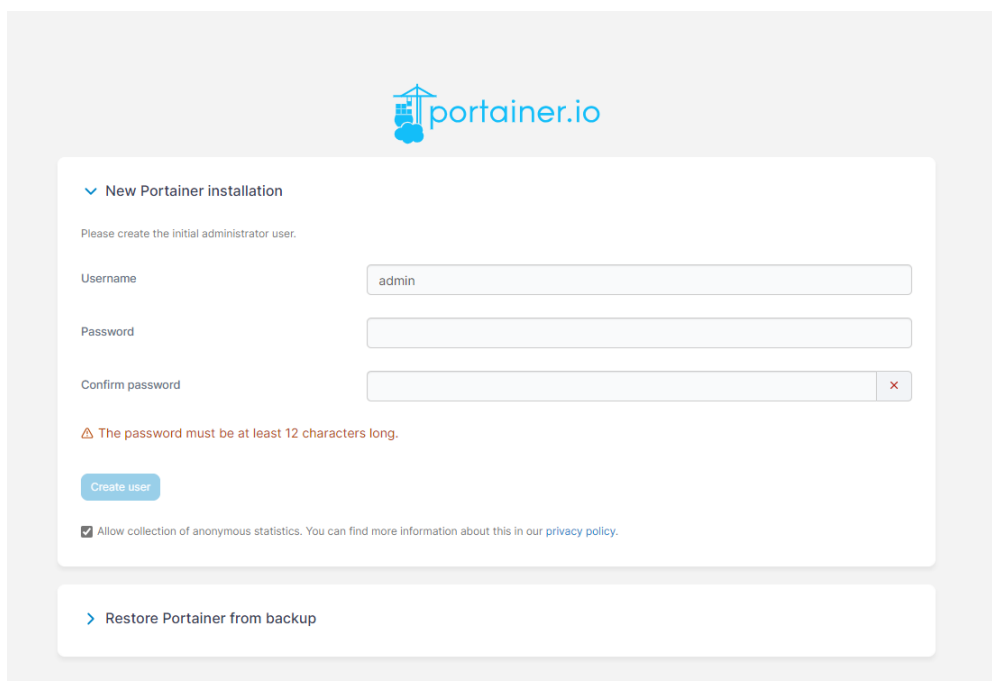 portainer.io
New Portainer installation
Please create the initial administrator user.
Username
admin
Password
Confirm password
The password must be at least 12 characters long.
Create user
Allow collection of anonymous statistics. You can find more information about this in our privacy policy.
Restore Portainer from backup